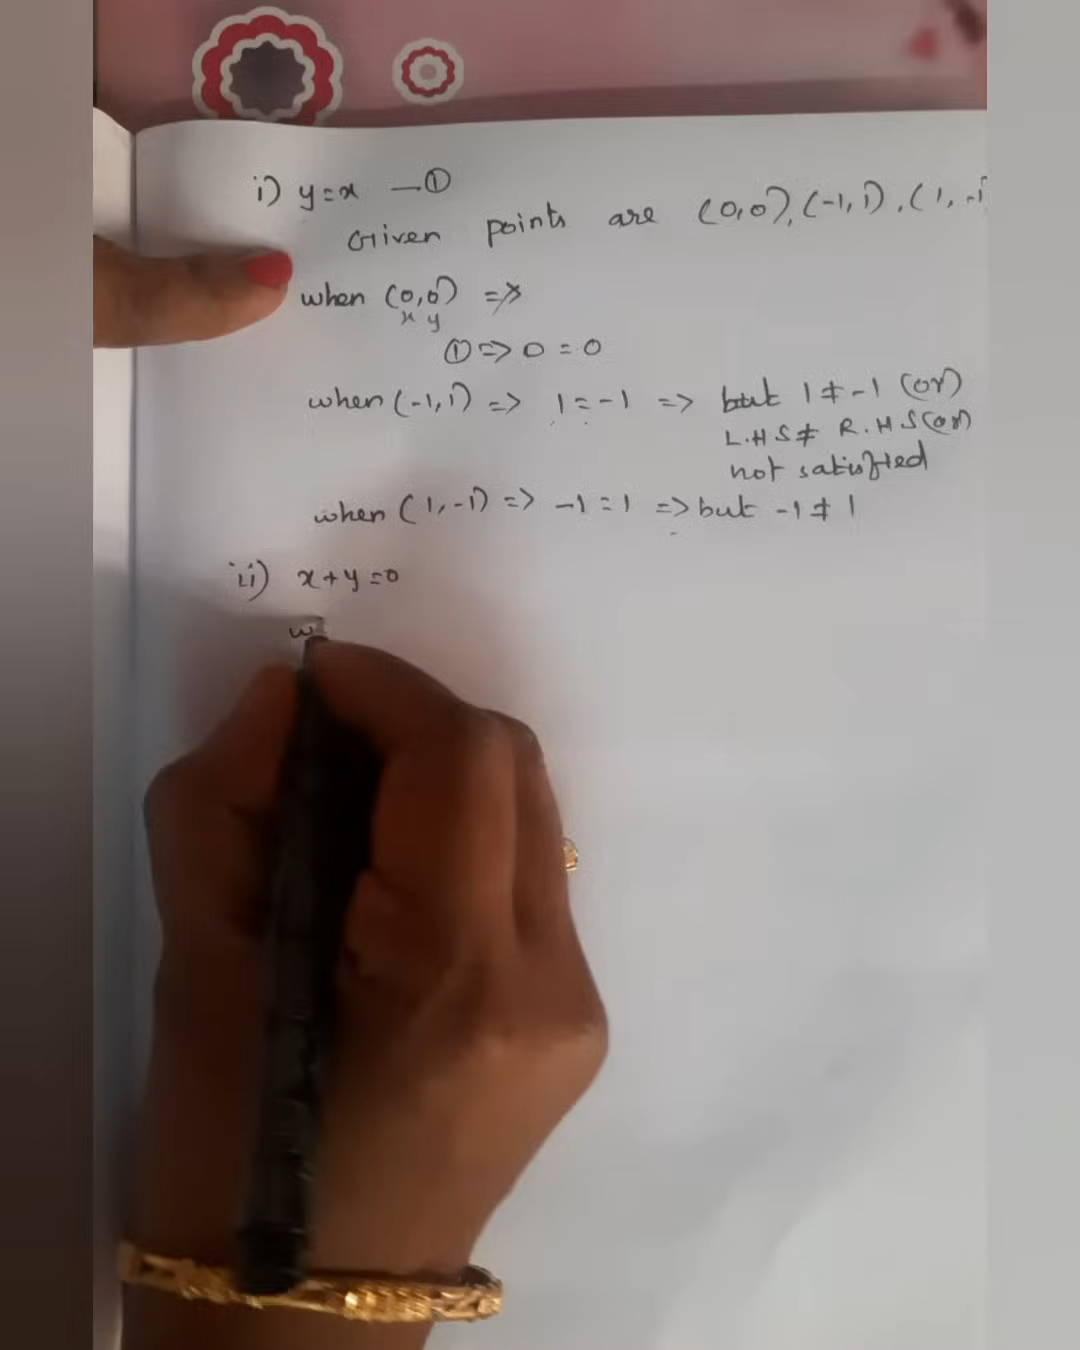 i) y=x —①
Given points are (0,0), (-1,1), (1,-1
when (0,0) =>
x y
①=> 0 = 0
when (-1,1) => 1 = -1 => but 1 ≠ -1 (or)
L.H.S ≠ R.H.S (or)
not satisfied
when (1,-1) => -1 = 1 => but -1 ≠ 1
ii) x+y=0
w